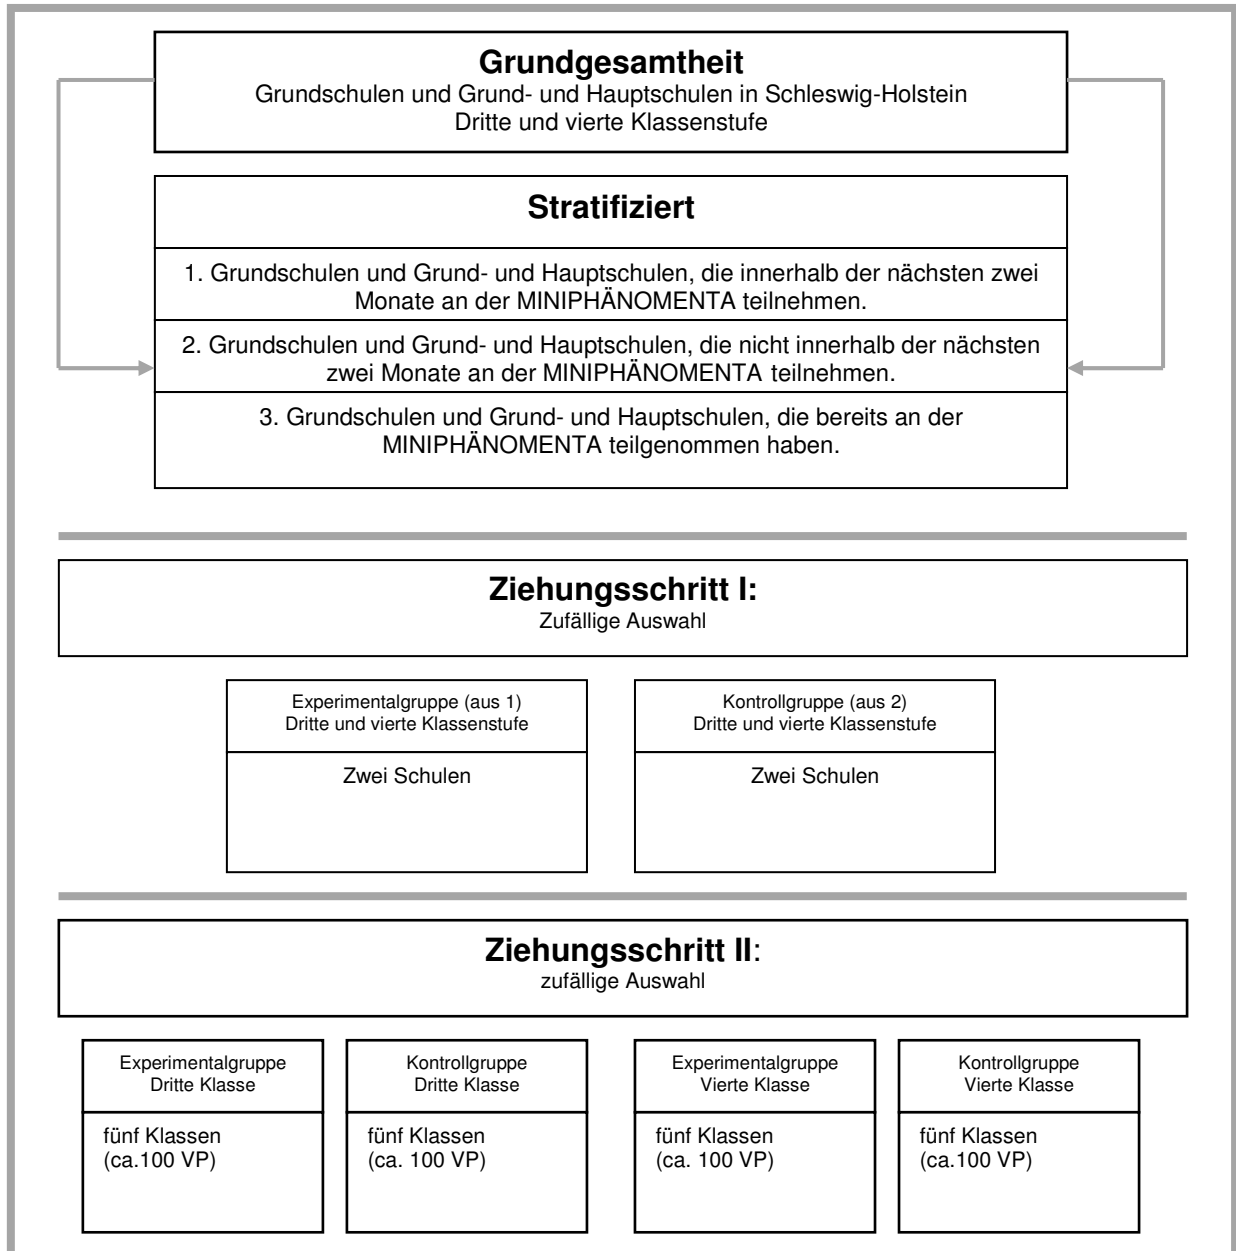 Grundgesamtheit
Grundschulen und Grund- und Hauptschulen in Schleswig-Holstein
Dritte und vierte Klassenstufe
Stratifiziert
1. Grundschulen und Grund- und Hauptschulen, die innerhalb der nächsten zwei
Monate an der MINIPHÄNOMENTA teilnehmen.
2. Grundschulen und Grund- und Hauptschulen, die nicht innerhalb der nächsten
zwei Monate an der MINIPHÄNOMENTA teilnehmen.
3. Grundschulen und Grund- und Hauptschulen, die bereits an der
MINIPHÄNOMENTA teilgenommen haben.
Ziehungsschritt I:
Zufällige Auswahl
Experimentalgruppe (aus 1)
Dritte und vierte Klassenstufe
Zwei Schulen
Kontrollgruppe (aus 2)
Dritte und vierte Klassenstufe
Zwei Schulen
Ziehungsschritt II:
zufällige Auswahl
Experimentalgruppe
Dritte Klasse
fünf Klassen
(ca.100 VP)
Kontrollgruppe
Dritte Klasse
fünf Klassen
(ca. 100 VP)
Experimentalgruppe
Vierte Klasse
fünf Klassen
(ca. 100 VP)
Kontrollgruppe
Vierte Klasse
fünf Klassen
(ca.100 VP)